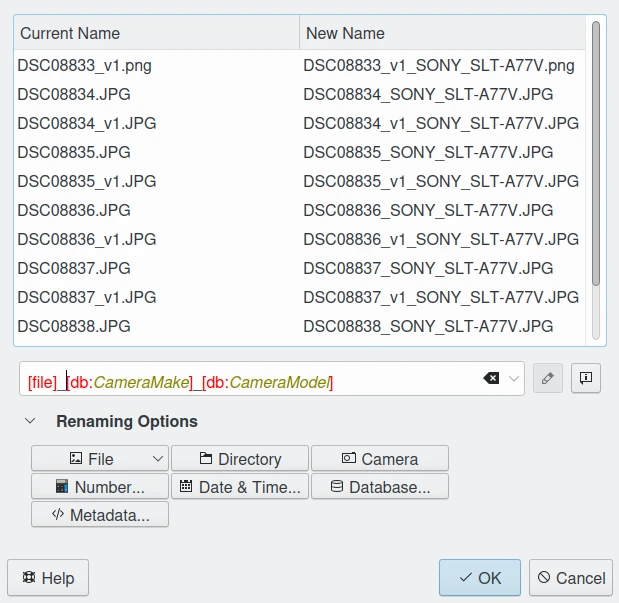 Current Name New Name
DSC08833_v1.png DSC08833_v1_SONY_SLT-A77V.png
DSC08834.JPG DSC08834_SONY_SLT-A77V.JPG
DSC08834_v1.JPG DSC08834_v1_SONY_SLT-A77V.JPG
DSC08835.JPG DSC08835_SONY_SLT-A77V.JPG
DSC08835_v1.JPG DSC08835_v1_SONY_SLT-A77V.JPG
DSC08836.JPG DSC08836_SONY_SLT-A77V.JPG
DSC08836_v1.JPG DSC08836_v1_SONY_SLT-A77V.JPG
DSC08837.JPG DSC08837_SONY_SLT-A77V.JPG
DSC08837_v1.JPG DSC08837_v1_SONY_SLT-A77V.JPG
DSC08838.JPG DSC08838_SONY_SLT-A77V.JPG
[file]_[db:CameraMake]_[db:CameraModel]
Renaming Options
File Directory Camera
Number... Date & Time... Database...
Metadata...
Help OK Cancel